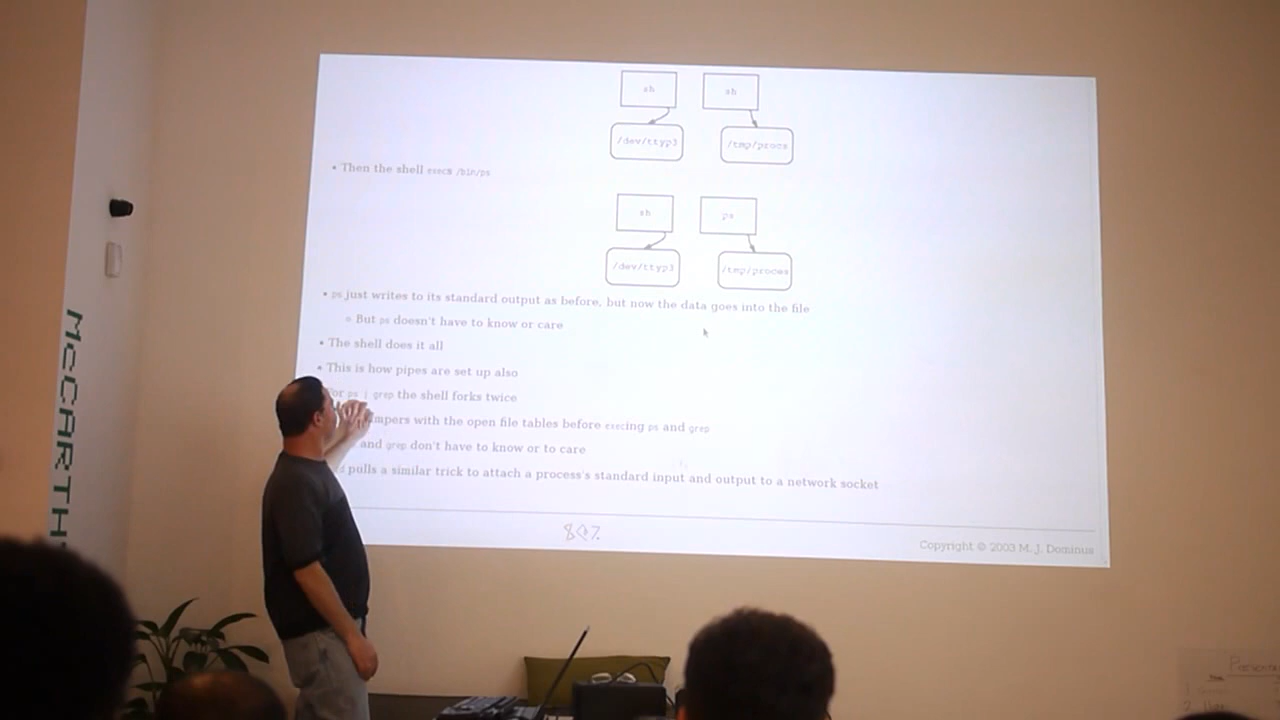 sh
sh
/dev/ttyp3
/tmp/procs
• Then the shell execs /bin/ps
sh
ps
/dev/ttyp3
/tmp/proces
• ps just writes to its standard output as before, but now the data goes into the file
○ But ps doesn't have to know or care
• The shell does it all
• This is how pipes are set up also
For ps | grep the shell forks twice
tampers with the open file tables before execing ps and grep
and grep don't have to know or to care
pulls a similar trick to attach a process's standard input and output to a network socket
Copyright © 2003 M. J. Dominus
MCCARTH